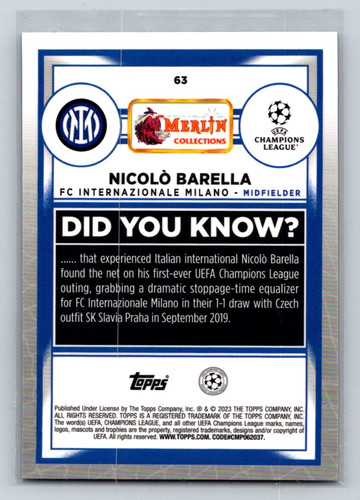 63
MERLIN
COLLECTIONS
UEFA
CHAMPIONS
LEAGUE
NICOLÒ BARELLA
FC INTERNAZIONALE MILANO - MIDFIELDER
DID YOU KNOW?
...... that experienced Italian international Nicolò Barella
found the net on his first-ever UEFA Champions League
outing, grabbing a dramatic stoppage-time equalizer
for FC Internazionale Milano in their 1-1 draw with Czech
outfit SK Slavia Praha in September 2019.
Topps
Published Under License by The Topps Company, Inc. ® & © 2023 THE TOPPS COMPANY, INC.
ALL RIGHTS RESERVED. TOPPS IS A REGISTERED TRADEMARK OF THE TOPPS COMPANY, INC.
The word(s) UEFA, CHAMPIONS LEAGUE, and all other UEFA Champions League marks, names,
logos, mascots and trophies are the property, registered trademarks, designs and/or copyright of
UEFA. All rights reserved. WWW.TOPPS.COM. CODE#CMP062037.